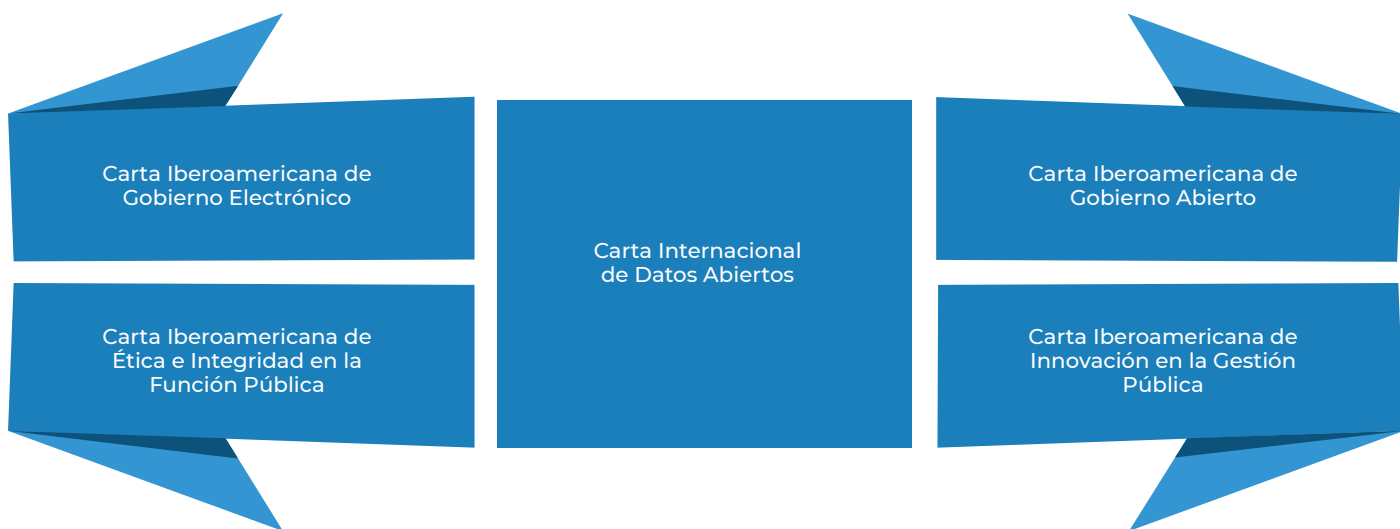 Carta Iberoamericana de
Gobierno Electrónico
Carta Iberoamericana de
Ética e Integridad en la
Función Pública
Carta Internacional
de Datos Abiertos
Carta Iberoamericana de
Gobierno Abierto
Carta Iberoamericana de
Innovación en la Gestión
Pública